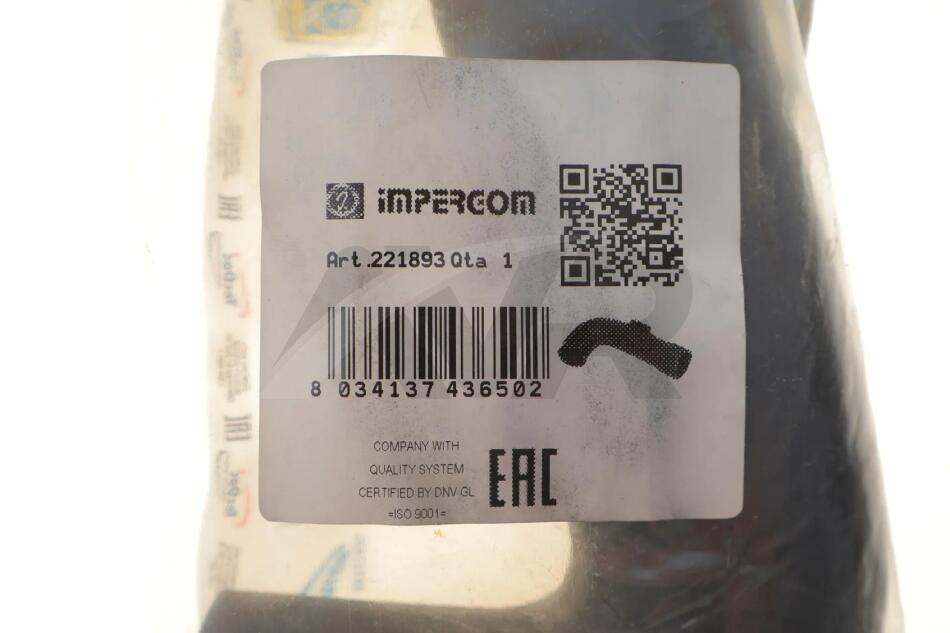 iMPERGOM
Art.221893 Qta 1
8 034137 436502
COMPANY WITH
QUALITY SYSTEM
CERTIFIED BY DNV GL
=ISO 9001=
EAC